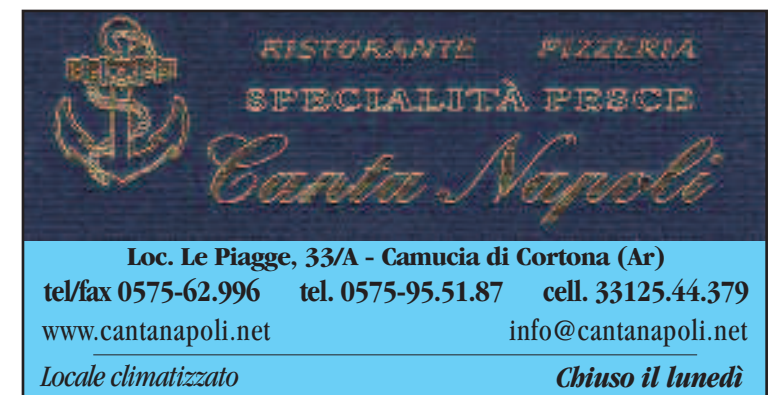 RISTORANTE PIZZERIA
SPECIALITÀ PESCE
Canta Napoli
Loc. Le Piagge, 33/A - Camucia di Cortona (Ar)
tel/fax 0575-62.996 tel. 0575-95.51.87 cell. 33125.44.379
www.cantanapoli.net info@cantanapoli.net
Locale climatizzato Chiuso il lunedì